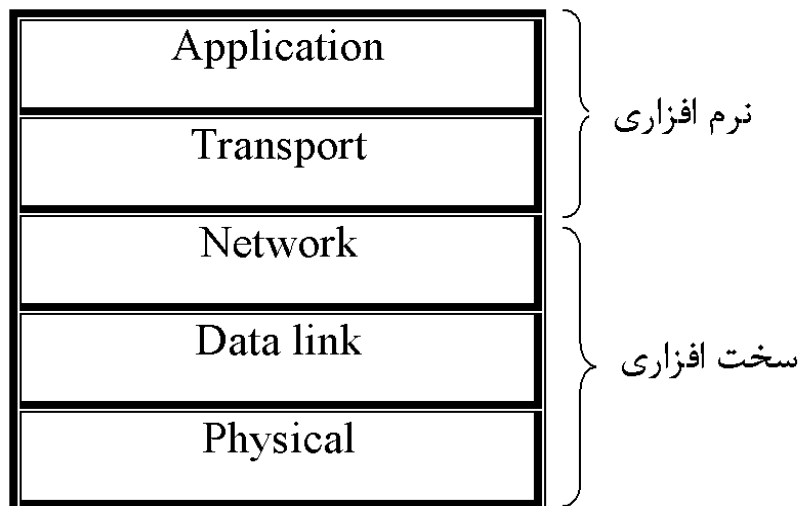 Application
Transport
نرم افزاری
Network
Data link
سخت افزاری
Physical